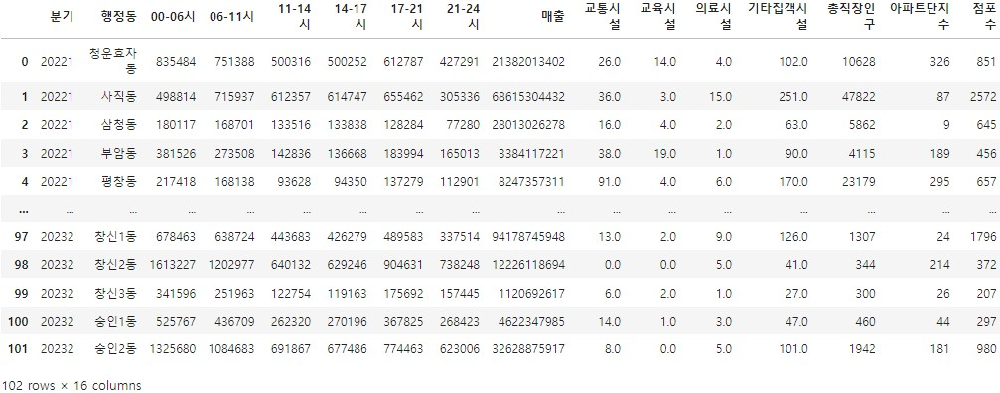 분기 행정동 00-06시 06-11시 11-14시 14-17시 17-21시 21-24시 매출 교통시설 교육시설 의료시설 기타집객시설 총직장인구 아파트단지수 점포수
0 20221 청운효자동 835484 751388 500316 500252 612787 427291 21382013402 26.0 14.0 4.0 102.0 10628 326 851
1 20221 사직동 498814 715937 612357 614747 655462 305336 68615304432 36.0 3.0 15.0 251.0 47822 87 2572
2 20221 삼청동 180117 168701 133516 133838 128284 77280 28013026278 16.0 4.0 2.0 63.0 5862 9 645
3 20221 부암동 381526 273508 142836 136668 183994 165013 3384117221 38.0 19.0 1.0 90.0 4115 189 456
4 20221 평창동 217418 168138 93628 94350 137279 112901 8247357311 91.0 4.0 6.0 170.0 23179 295 657
... ... ... ... ... ... ... ... ... ... ... ... ... ... ... ... ...
97 20232 창신1동 678463 638724 443683 426279 489583 337514 94178745948 13.0 2.0 9.0 126.0 1307 24 1796
98 20232 창신2동 1613227 1202977 640132 629246 904631 738248 12226118694 0.0 0.0 5.0 41.0 344 214 372
99 20232 창신3동 341596 251963 122754 119163 175692 157445 1120692617 6.0 2.0 1.0 27.0 300 26 207
100 20232 숭인1동 525767 436709 262320 270196 367825 268423 4622347985 14.0 1.0 3.0 47.0 460 44 297
101 20232 숭인2동 1325680 1084683 691867 677486 774463 623006 32628875917 8.0 0.0 5.0 101.0 1942 181 980
102 rows × 16 columns